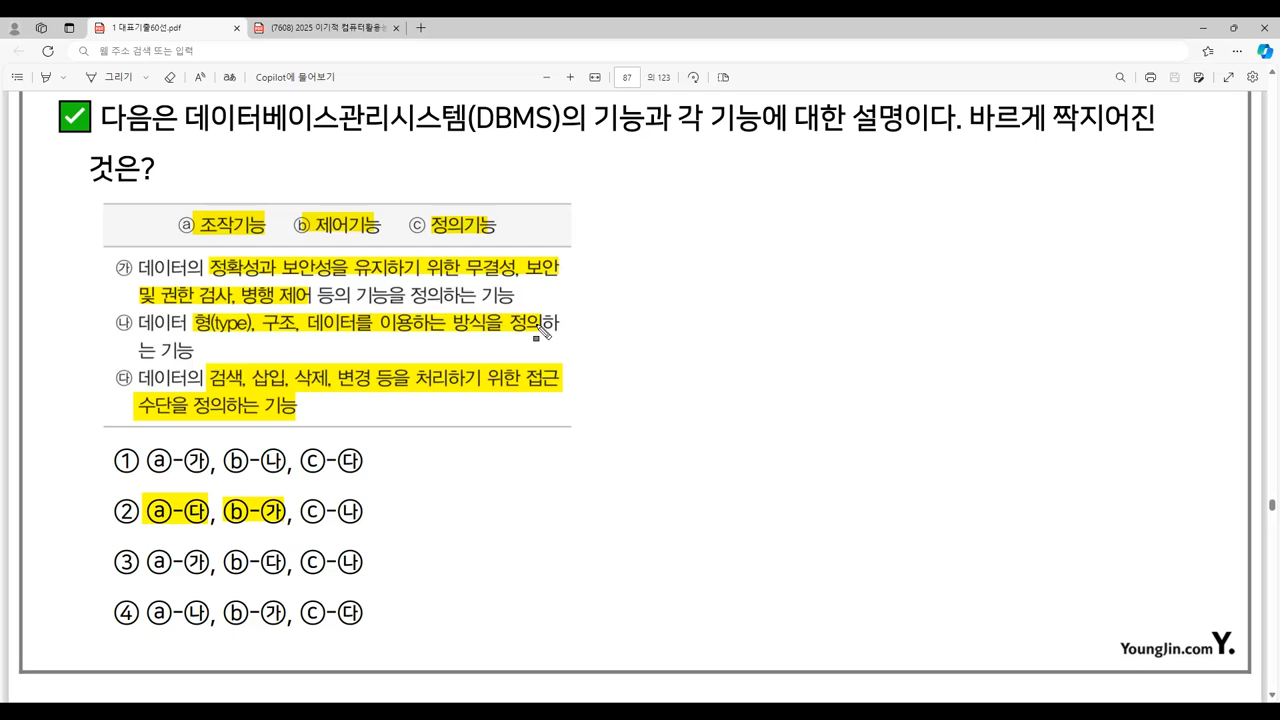 1 대표기출60선.pdf
(7608) 2025 이기적 컴퓨터활용능
웹 주소 검색 또는 입력
그리기
Copilot에 물어보기
87 의 123
다음은 데이터베이스관리시스템(DBMS)의 기능과 각 기능에 대한 설명이다. 바르게 짝지어진
것은?
ⓐ 조작기능 ⓑ 제어기능 ⓒ 정의기능
㉮ 데이터의 정확성과 보안성을 유지하기 위한 무결성, 보안
및 권한 검사, 병행 제어 등의 기능을 정의하는 기능
㉯ 데이터 형(type), 구조, 데이터를 이용하는 방식을 정의하
는 기능
㉰ 데이터의 검색, 삽입, 삭제, 변경 등을 처리하기 위한 접근
수단을 정의하는 기능
① ⓐ-㉮, ⓑ-㉯, ⓒ-㉰
② ⓐ-㉰, ⓑ-㉮, ⓒ-㉯
③ ⓐ-㉮, ⓑ-㉰, ⓒ-㉯
④ ⓐ-㉯, ⓑ-㉮, ⓒ-㉰
YoungJin.com Y.